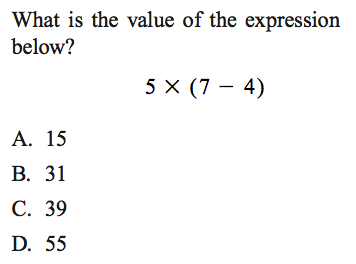 What is the value of the expression
below?
5 × (7 − 4)
A. 15
B. 31
C. 39
D. 55